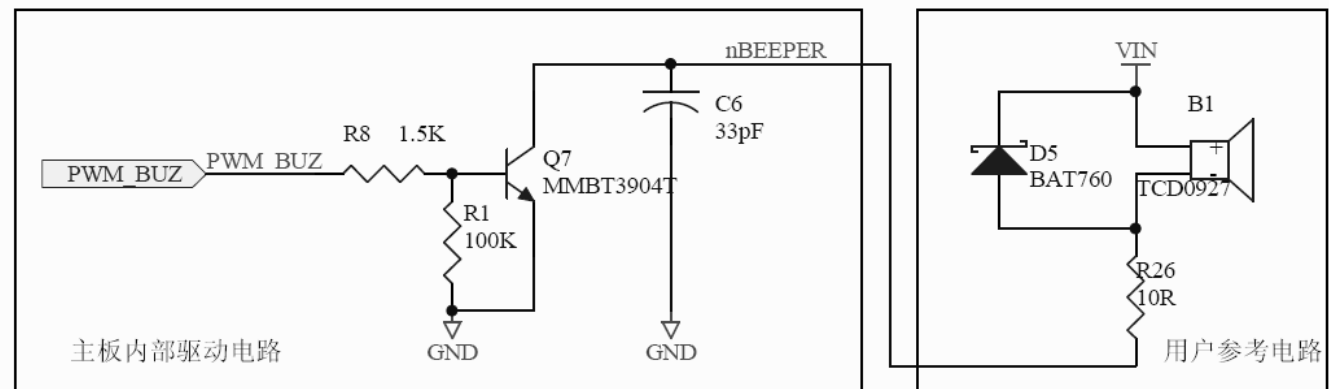 nBEEPER
VIN
C6
33pF
B1
R8 1.5K
PWM_BUZ
PWM_BUZ
Q7
MMBT3904T
D5
BAT760
+
-
TCD0927
R1
100K
R26
10R
主板内部驱动电路
GND
GND
用户参考电路